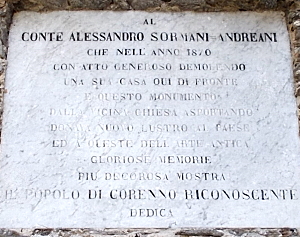 AL
CONTE ALESSANDRO SORMANI-ANDREANI
CHE NELL'ANNO 1870
CON ATTO GENEROSO DEMOLENDO
UNA SUA CASA QUI DI FRONTE
E QUESTO MONUMENTO
DALLA VICINA CHIESA ASPORTANDO
DONAVA NUOVO LUSTRO AL PAESE
ED A QUESTE DELL'ARTE ANTICA
GLORIOSE MEMORIE
PIU DECOROSA MOSTRA
IL POPOLO DI CORENNO RICONOSCENTE
DEDICA